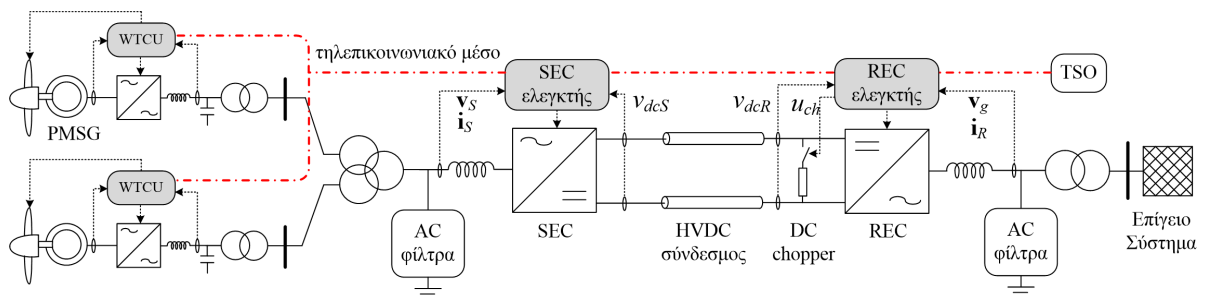 WTCU
PMSG
WTCU
τηλεπικοινωνιακό μέσο
SEC
ελεγκτής
REC
ελεγκτής
TSO
v_S
i_S
v_dcS
v_dcR
u_ch
v_g
i_R
AC
φίλτρα
SEC
HVDC
σύνδεσμος
DC
chopper
REC
AC
φίλτρα
Επίγειο
Σύστημα